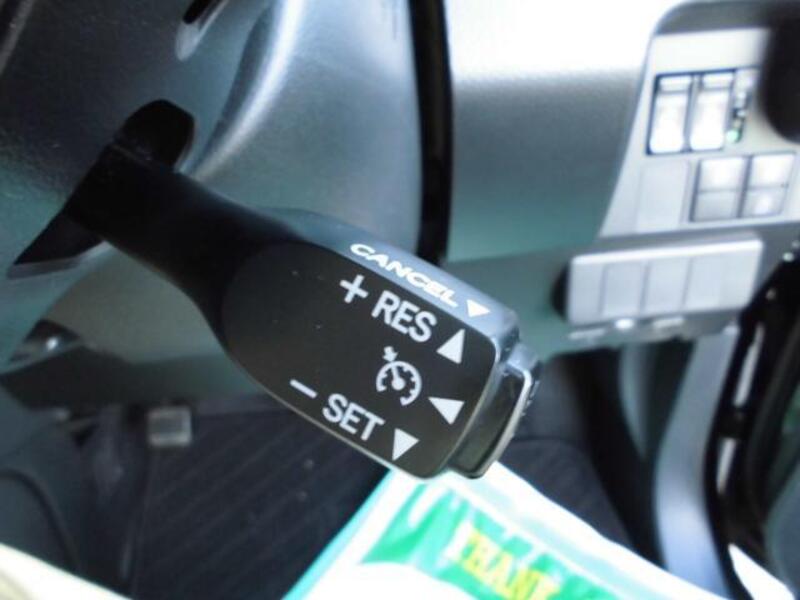 CANCEL
+ RES
- SET